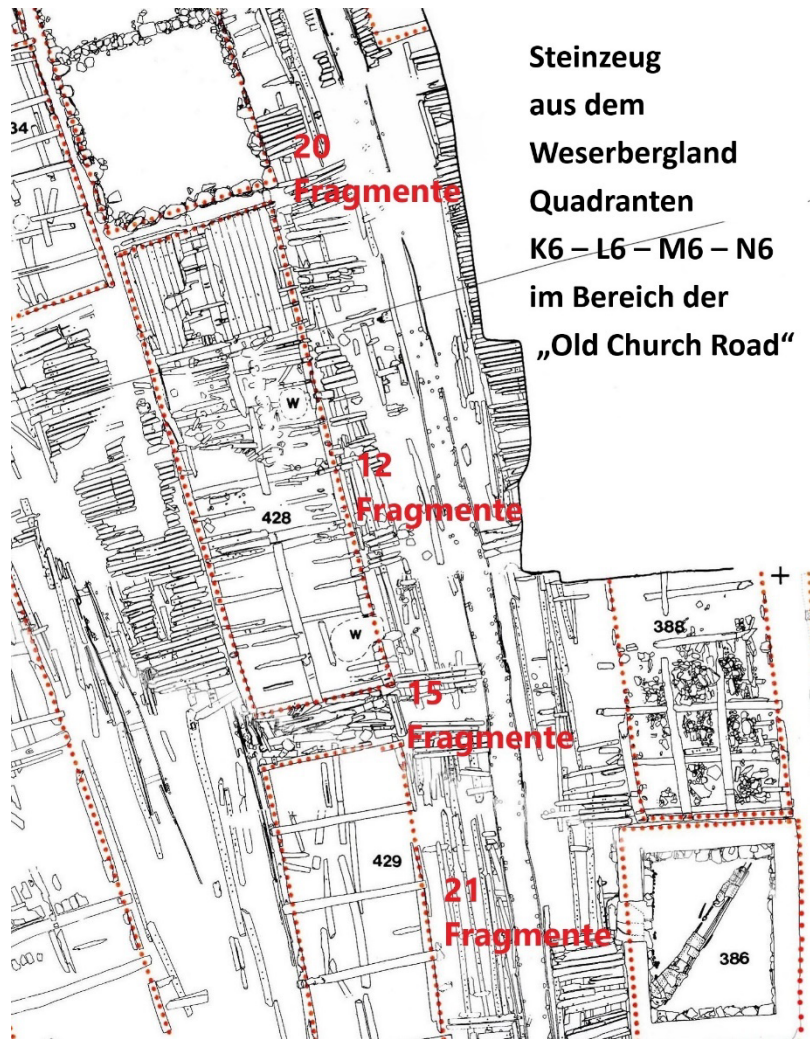 Steinzeug
aus dem
Weserbergland
Quadranten
K6 – L6 – M6 – N6
im Bereich der
„Old Church Road“
34
20
Fragmente
W
12
Fragmente
428
W
388
15
Fragmente
429
21
Fragmente
386